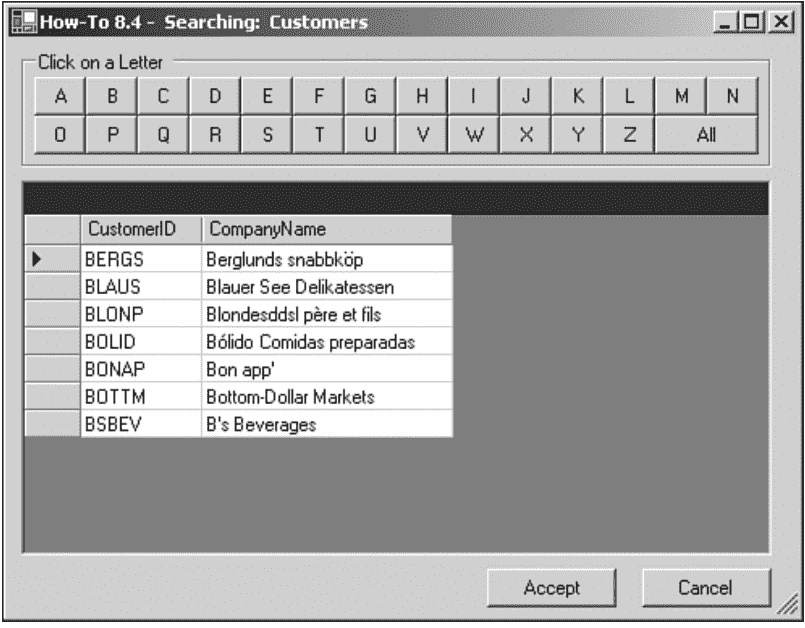 How-To 8.4 - Searching: Customers
Click on a Letter
A B C D E F G H I J K L M N
O P Q R S T U V W X Y Z All
CustomerID CompanyName
BERGS Berglunds snabbköp
BLAUS Blauer See Delikatessen
BLONP Blondesddsl père et fils
BOLID Bólido Comidas preparadas
BONAP Bon app'
BOTTM Bottom-Dollar Markets
BSBEV B's Beverages
Accept Cancel